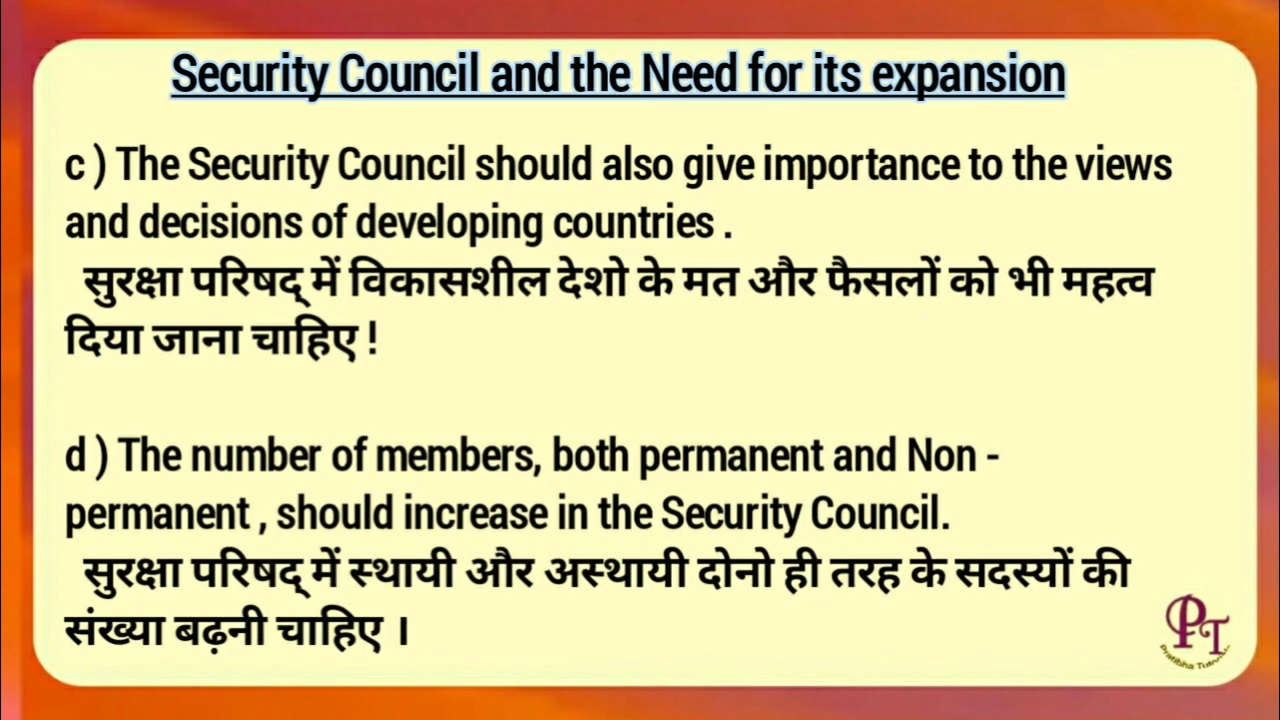 Security Council and the Need for its expansion
c ) The Security Council should also give importance to the views
and decisions of developing countries .
सुरक्षा परिषद् में विकासशील देशो के मत और फैसलों को भी महत्व
दिया जाना चाहिए !
d ) The number of members, both permanent and Non -
permanent , should increase in the Security Council.
सुरक्षा परिषद् में स्थायी और अस्थायी दोनो ही तरह के सदस्यों की
संख्या बढ़नी चाहिए ।
PT
Pratibha